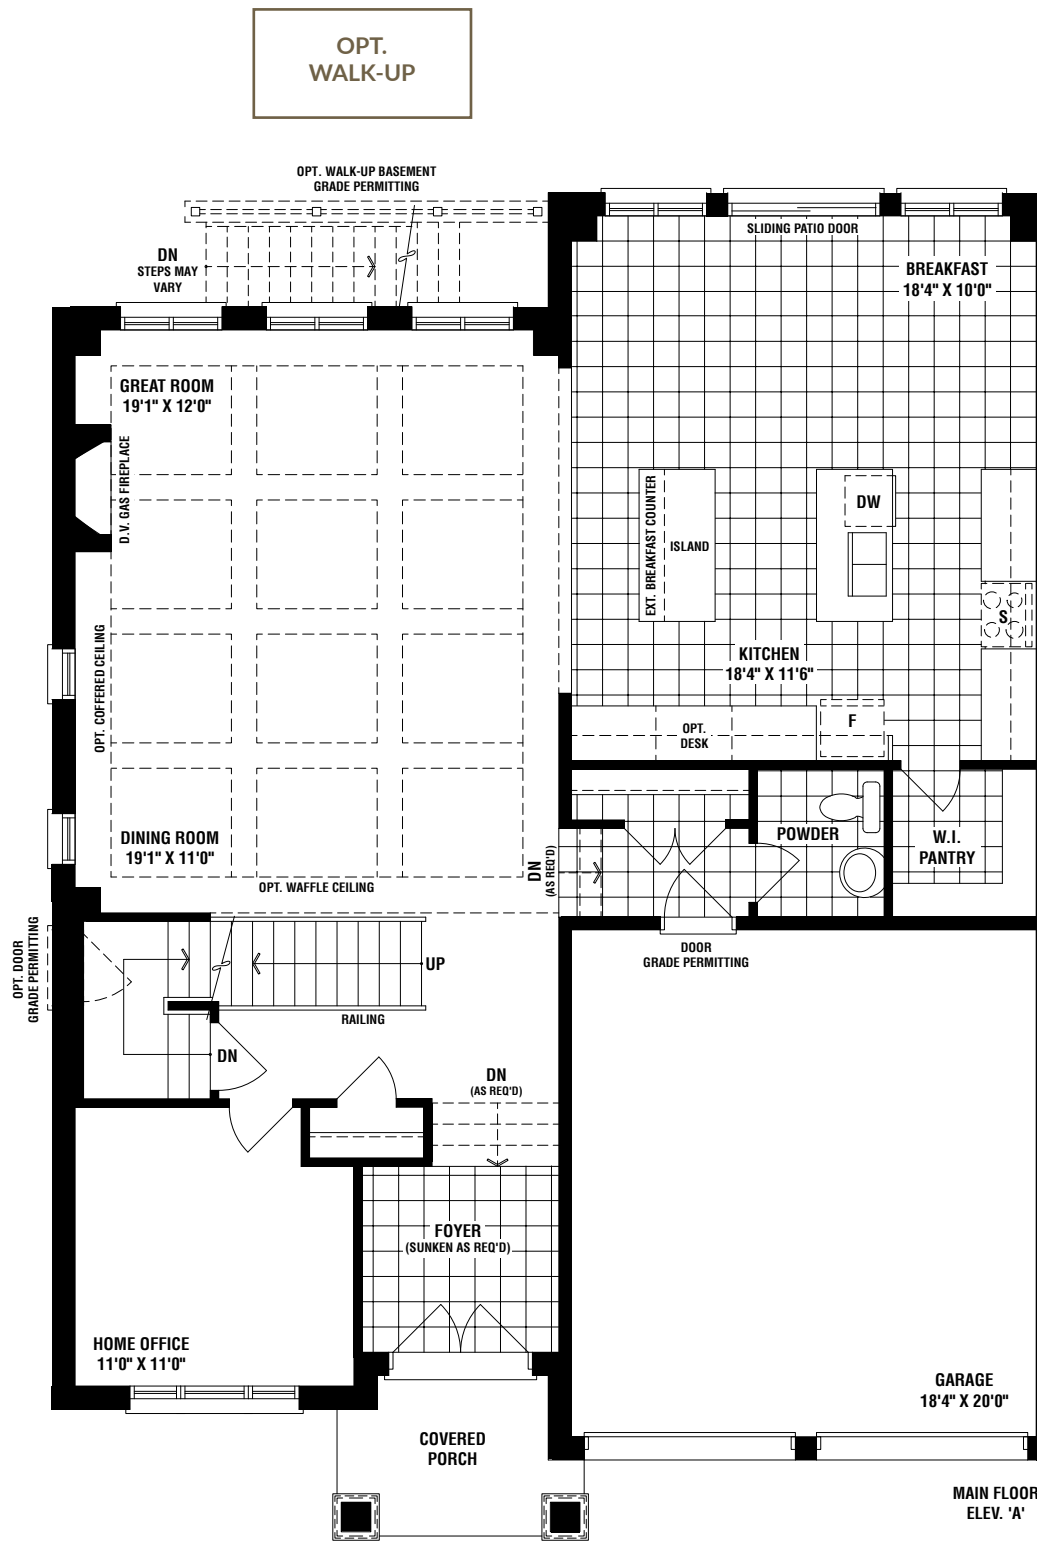 OPT.
WALK-UP
OPT. WALK-UP BASEMENT
GRADE PERMITTING
DN
STEPS MAY
VARY
SLIDING PATIO DOOR
BREAKFAST
18'4" X 10'0"
GREAT ROOM
19'1" X 12'0"
D.V. GAS FIREPLACE
EXT. BREAKFAST COUNTER
ISLAND
DW
S
KITCHEN
18'4" X 11'6"
OPT. COFFERED CEILING
OPT.
DESK
F
DINING ROOM
19'1" X 11'0"
OPT. WAFFLE CEILING
DN
(AS REQ'D)
POWDER
W.I.
PANTRY
OPT. DOOR
GRADE PERMITTING
UP
RAILING
DN
DOOR
GRADE PERMITTING
DN
(AS REQ'D)
FOYER
(SUNKEN AS REQ'D)
HOME OFFICE
11'0" X 11'0"
GARAGE
18'4" X 20'0"
COVERED
PORCH
MAIN FLOOR
ELEV. 'A'